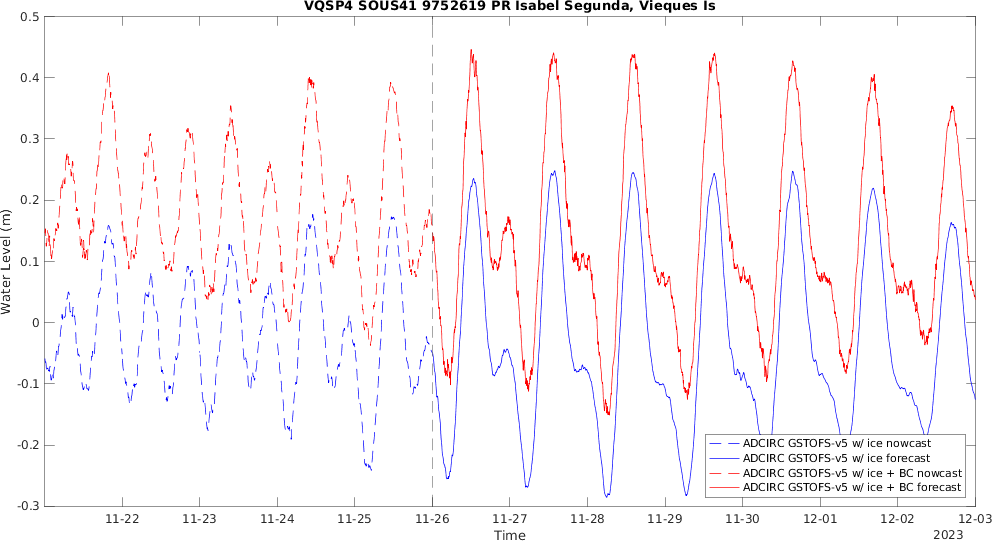 VQSP4 SOUS41 9752619 PR Isabel Segunda, Vieques Is
Water Level (m)
0.5
0.4
0.3
0.2
0.1
0
-0.1
-0.2
-0.3
11-22 11-23 11-24 11-25 11-26 11-27 11-28 11-29 11-30 12-01 12-02 12-03
Time
2023
ADCIRC GSTOFS-v5 w/ ice nowcast
ADCIRC GSTOFS-v5 w/ ice forecast
ADCIRC GSTOFS-v5 w/ ice + BC nowcast
ADCIRC GSTOFS-v5 w/ ice + BC forecast